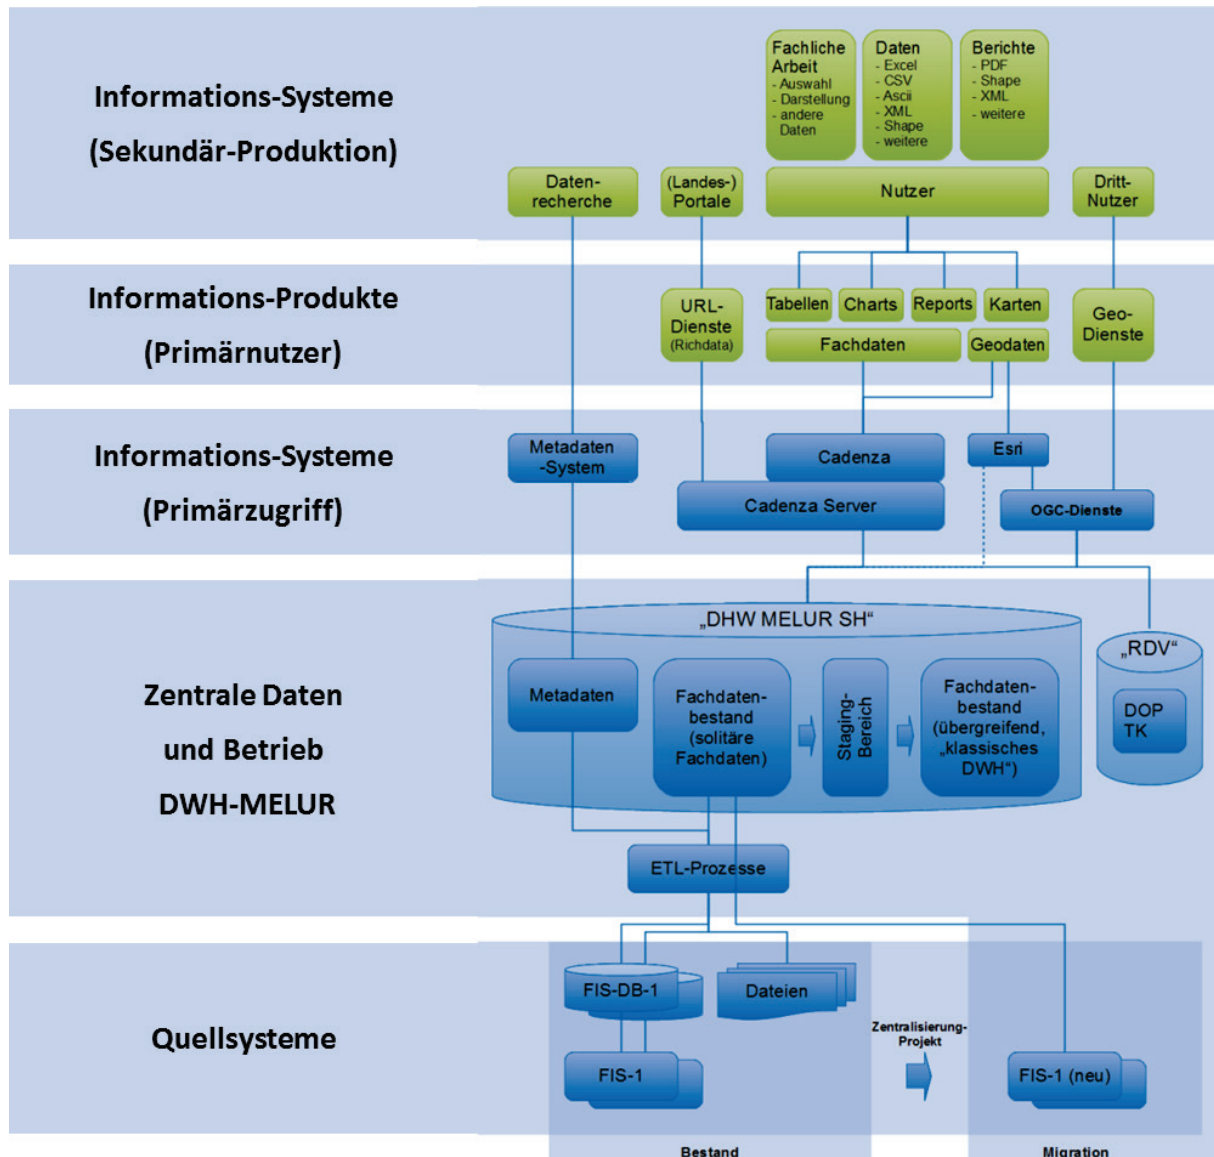 Informations-Systeme
(Sekundär-Produktion)
Fachliche
Arbeit
- Auswahl
- Darstellung
- andere
Daten
Daten
- Excel
- CSV
- Ascii
- XML
- Shape
- weitere
Berichte
- PDF
- Shape
- XML
- weitere
Daten-
recherche
(Landes-)
Portale
Nutzer
Dritt-
Nutzer
Informations-Produkte
(Primärnutzer)
URL-
Dienste
(Richdata)
Tabellen
Charts
Reports
Karten
Fachdaten
Geodaten
Geo-
Dienste
Informations-Systeme
(Primärzugriff)
Metadaten
-System
Cadenza
Cadenza Server
Esri
OGC-Dienste
Zentrale Daten
und Betrieb
DWH-MELUR
„DHW MELUR SH“
Metadaten
Fachdaten-
bestand
(solitäre
Fachdaten)
Staging-
Bereich
Fachdaten-
bestand
(übergreifend,
„klassisches
DWH“)
„RDV“
DOP
TK
ETL-Prozesse
Quellsysteme
FIS-DB-1
Dateien
FIS-1
Zentralisierung-
Projekt
FIS-1 (neu)
Bestand
Migration